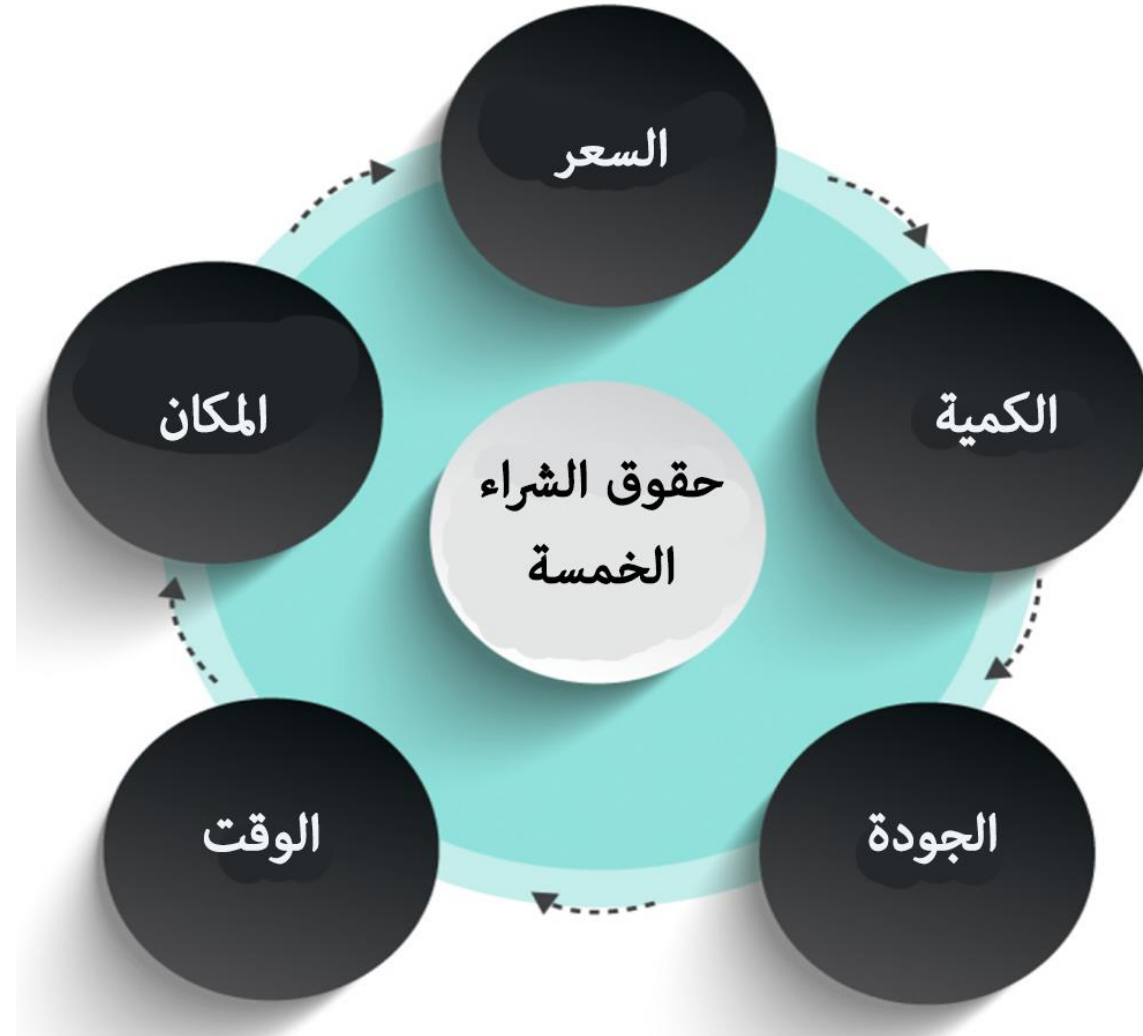 السعر
الكمية
المكان
حقوق الشراء
الخمسة
الجودة
الوقت